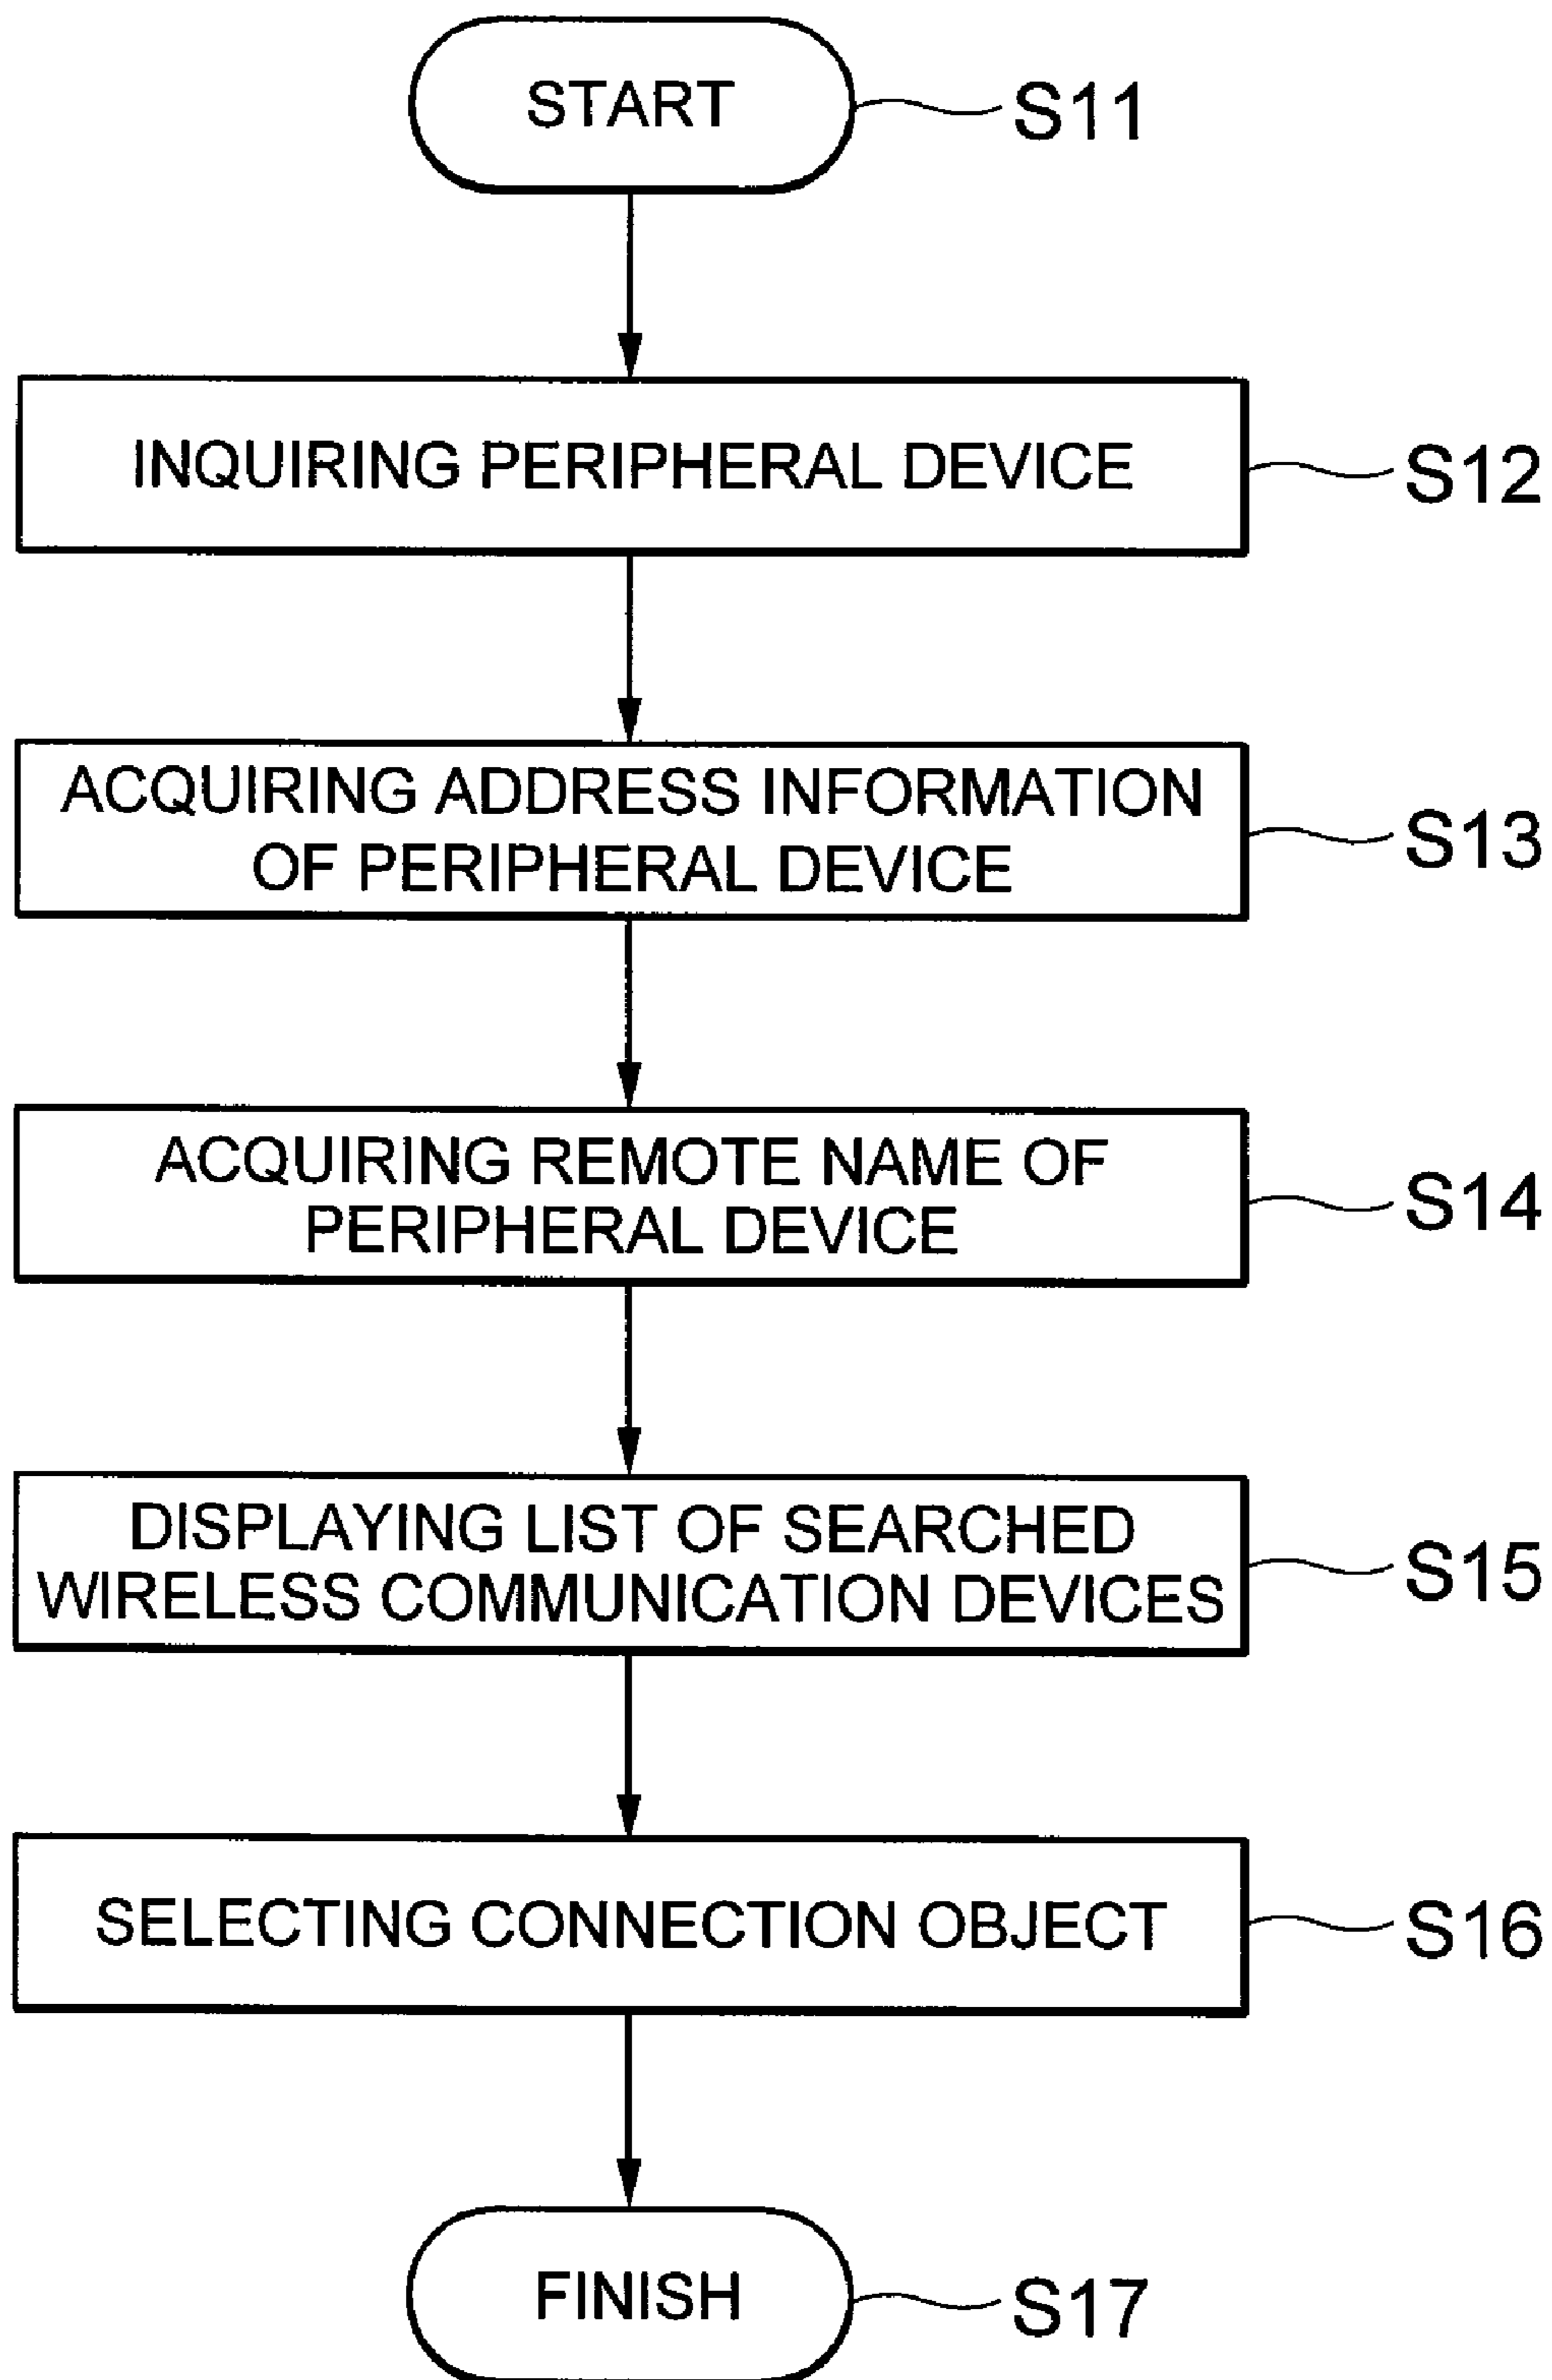 START
S11
INQUIRING PERIPHERAL DEVICE
S12
ACQUIRING ADDRESS INFORMATION
OF PERIPHERAL DEVICE
S13
ACQUIRING REMOTE NAME OF
PERIPHERAL DEVICE
S14
DISPLAYING LIST OF SEARCHED
WIRELESS COMMUNICATION DEVICES
S15
SELECTING CONNECTION OBJECT
S16
FINISH
S17